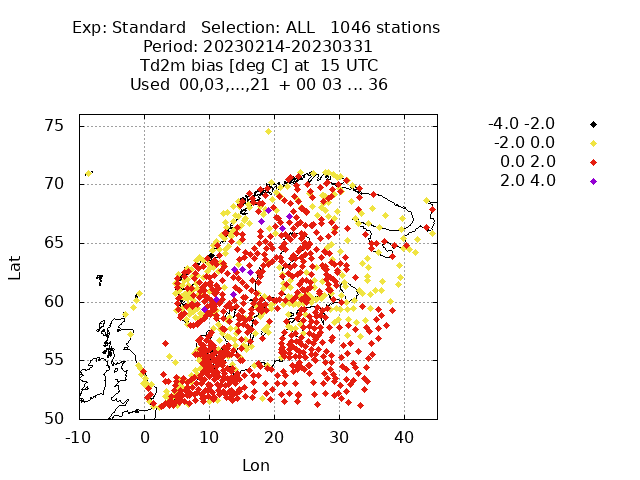 Exp: Standard   Selection: ALL   1046 stations
Period: 20230214-20230331
Td2m bias [deg C] at  15 UTC
Used  00,03,...,21  + 00 03 ... 36
-4.0 -2.0
-2.0 0.0
0.0 2.0
2.0 4.0
75
70
65
60
55
50
Lat
-10 0 10 20 30 40
Lon